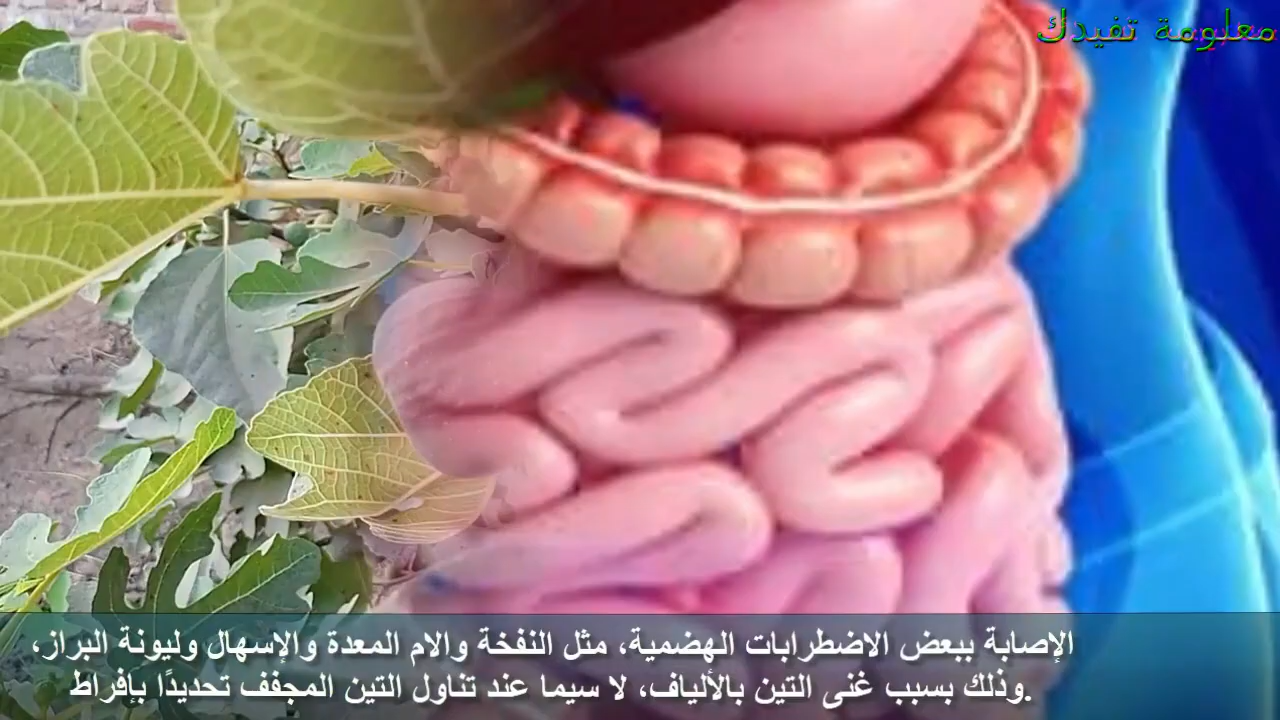 معلومة تفيدك
الإصابة ببعض الاضطرابات الهضمية، مثل النفخة والام المعدة والإسهال وليونة البراز،
وذلك بسبب غنى التين بالألياف، لا سيما عند تناول التين المجفف تحديدًا بإفراط.